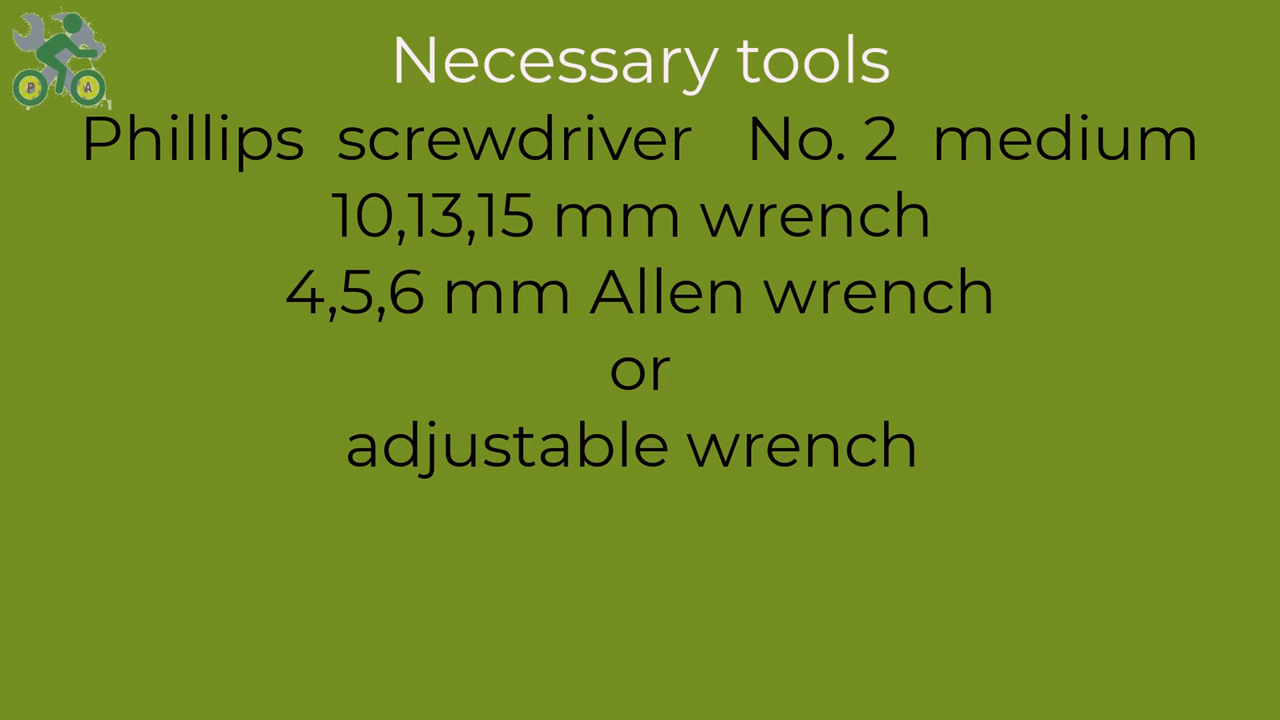 Necessary tools
Phillips screwdriver No. 2 medium
10,13,15 mm wrench
4,5,6 mm Allen wrench
or
adjustable wrench
P A